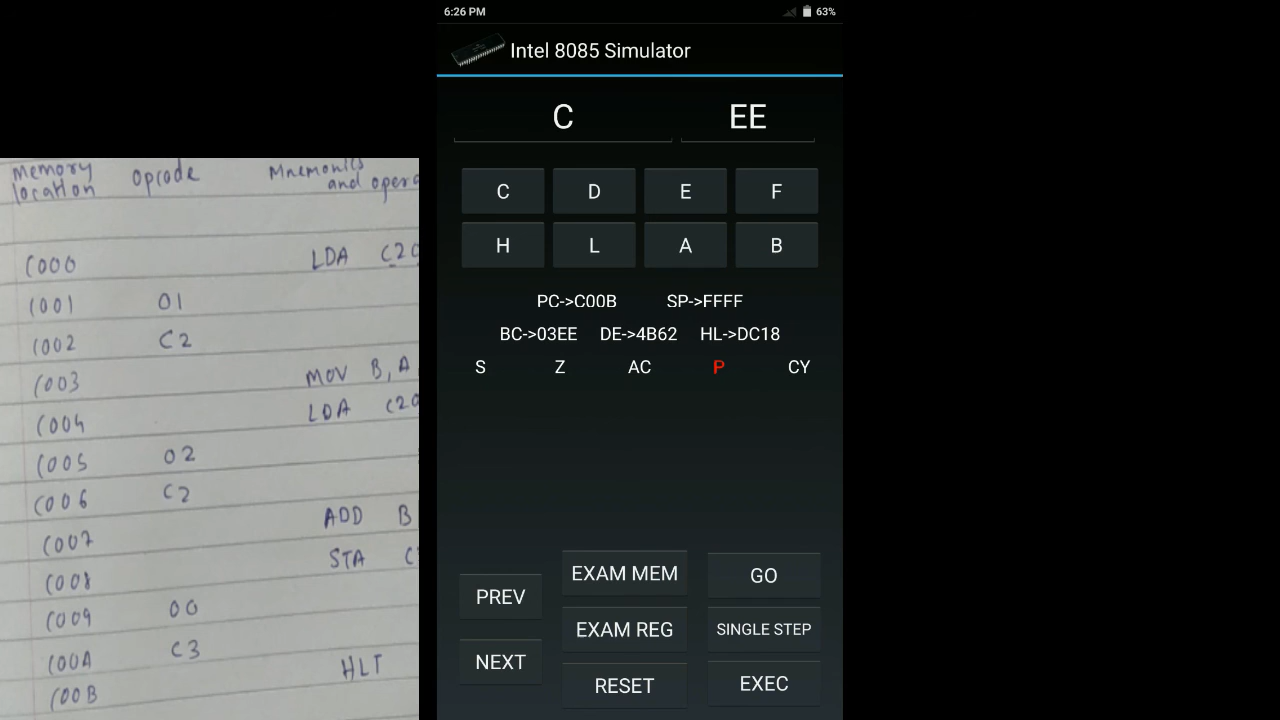 memory location opcode Mnemonics and opera
C000 LDA C20
C001 01
C002 C2
C003 MOV B, A
C004 LDA C20
C005 02
C006 C2
C007 ADD B
C008 STA C
C009 00
C00A C3
C00B HLT
6:26 PM 63%
Intel 8085 Simulator
C EE
C D E F
H L A B
PC->C00B SP->FFFF
BC->03EE DE->4B62 HL->DC18
S Z AC P CY
EXAM MEM GO
PREV
EXAM REG SINGLE STEP
NEXT
RESET EXEC